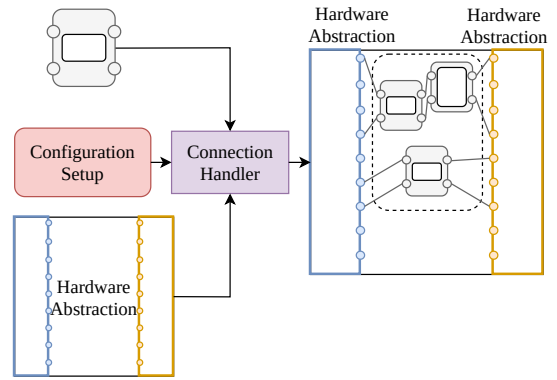 Hardware
Abstraction
Hardware
Abstraction
Configuration
Setup
Connection
Handler
Hardware
Abstraction